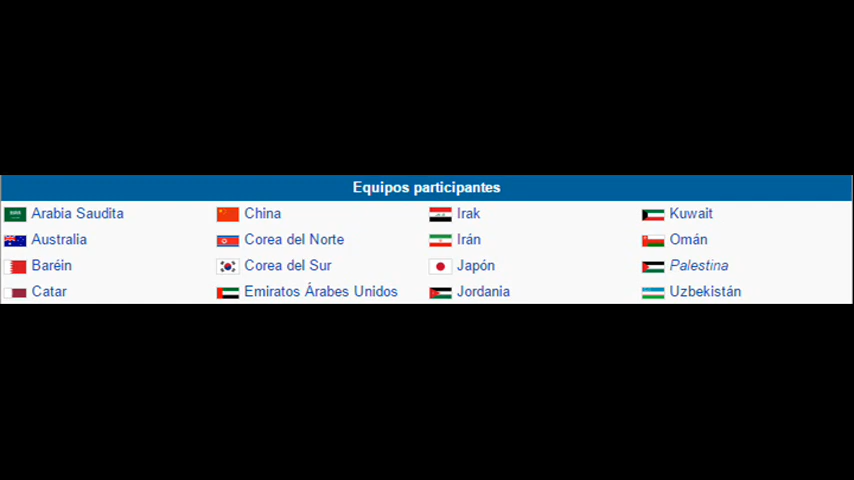 Equipos participantes
Arabia Saudita China Irak Kuwait
Australia Corea del Norte Irán Omán
Baréin Corea del Sur Japón Palestina
Catar Emiratos Árabes Unidos Jordania Uzbekistán